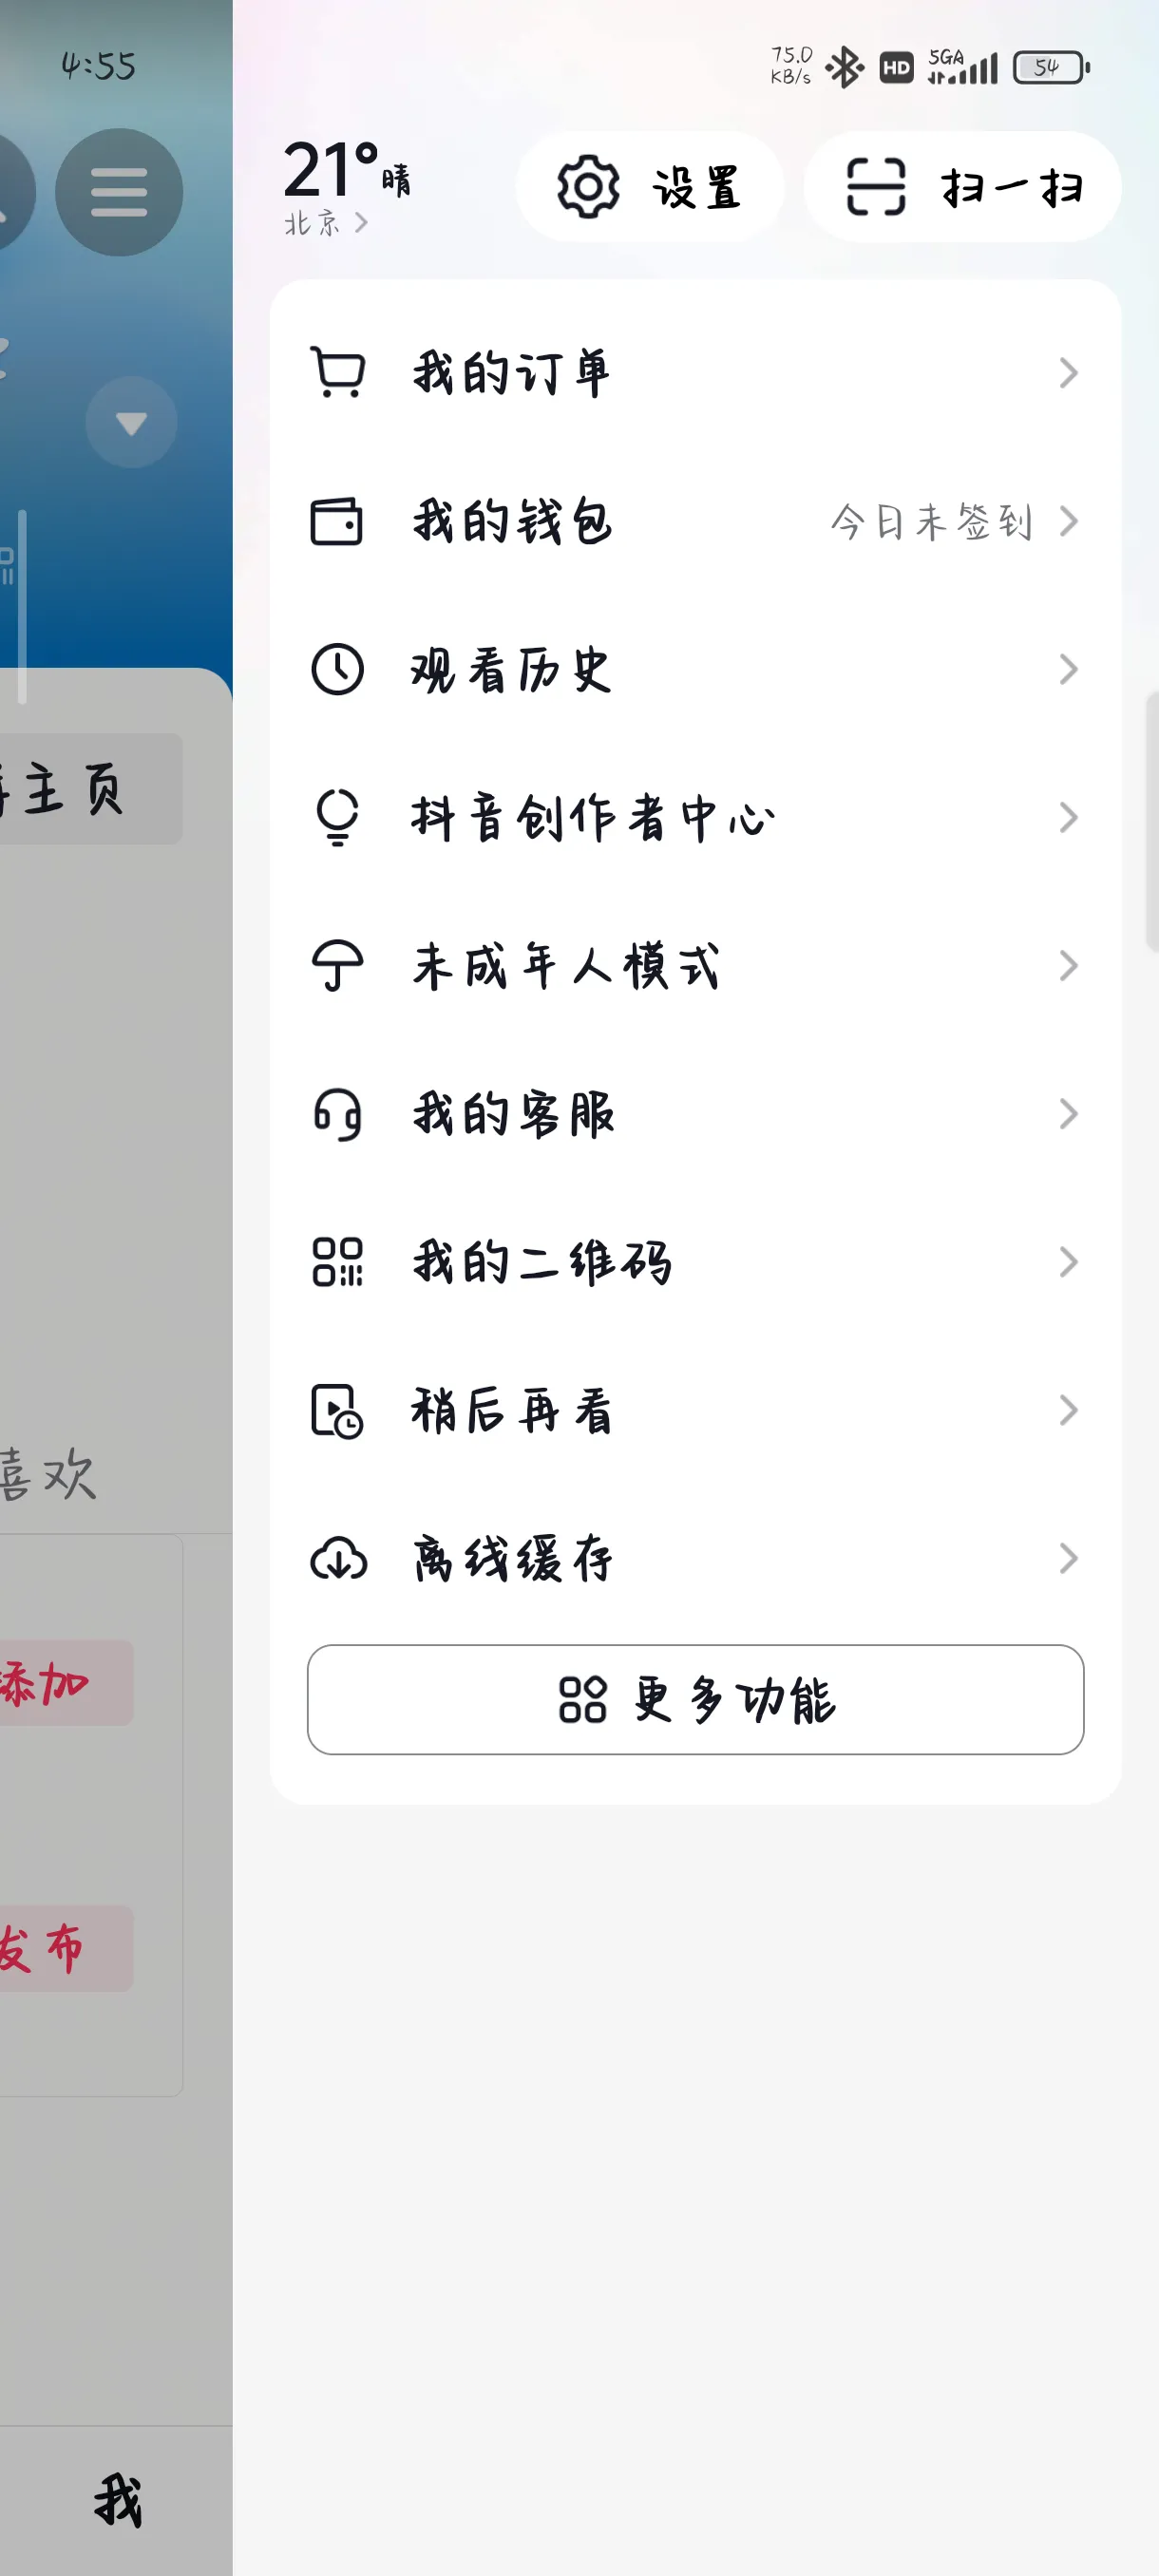 4:55
75.0
KB/s
HD
5GA
54
21°晴
北京
设置
扫一扫
我的订单
我的钱包 今日未签到
观看历史
主页
抖音创作者中心
未成年人模式
我的客服
我的二维码
稍后再看
喜欢
离线缓存
添加
更多功能
发布
我